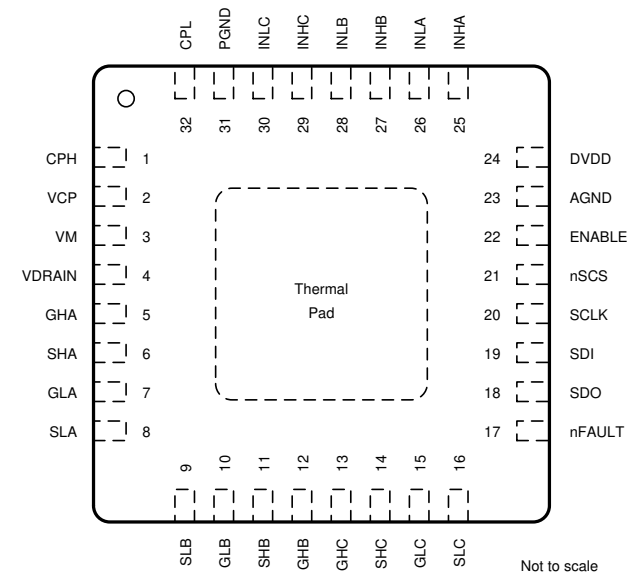 CPL PGND INLC INHC INLB INHB INLA INHA
32 31 30 29 28 27 26 25
CPH 1 24 DVDD
VCP 2 23 AGND
VM 3 22 ENABLE
VDRAIN 4 21 nSCS
GHA 5 20 SCLK
SHA 6 19 SDI
GLA 7 18 SDO
SLA 8 17 nFAULT
Thermal
Pad
9 10 11 12 13 14 15 16
SLB GLB SHB GHB GHC SHC GLC SLC
Not to scale